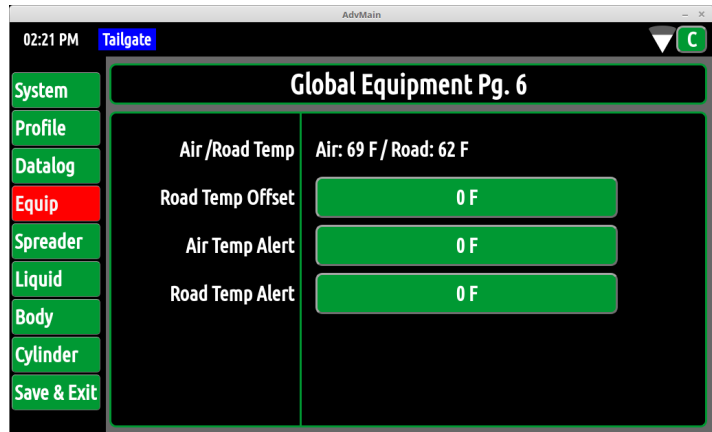 AdvMain
02:21 PM Tailgate C
Global Equipment Pg. 6
System
Profile
Datalog
Equip
Spreader
Liquid
Body
Cylinder
Save & Exit
Air /Road Temp Air: 69 F / Road: 62 F
Road Temp Offset 0 F
Air Temp Alert 0 F
Road Temp Alert 0 F